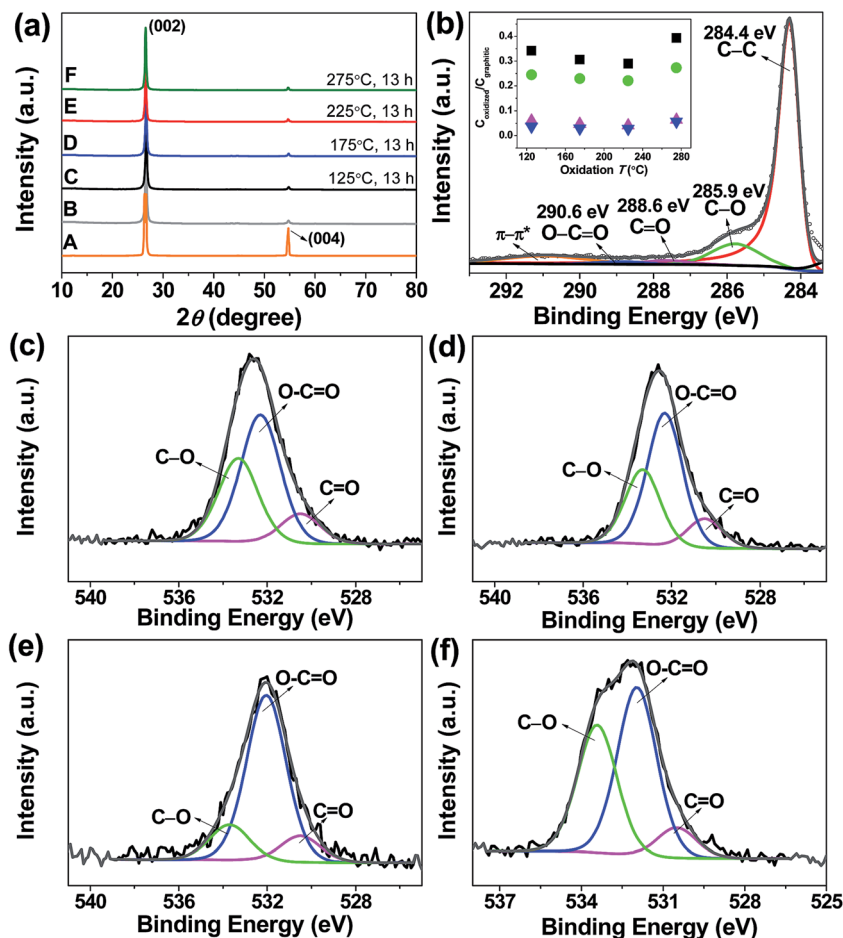 (a)
Intensity (a.u.)
(002)
F
275°C, 13 h
E
225°C, 13 h
D
175°C, 13 h
C
125°C, 13 h
B
A
(004)
10 20 30 40 50 60 70 80
2θ (degree)
(b)
Intensity (a.u.)
C_oxidized/C_graphitic
0.4
0.3
0.2
0.1
0.0
120 160 200 240 280
Oxidation T (°C)
284.4 eV
C–C
285.9 eV
C–O
288.6 eV
C=O
290.6 eV
O–C=O
π–π*
292 290 288 286 284
Binding Energy (eV)
(c)
Intensity (a.u.)
O-C=O
C–O
C=O
540 536 532 528
Binding Energy (eV)
(d)
Intensity (a.u.)
O-C=O
C–O
C=O
540 536 532 528
Binding Energy (eV)
(e)
Intensity (a.u.)
O-C=O
C–O
C=O
540 536 532 528
Binding Energy (eV)
(f)
Intensity (a.u.)
O-C=O
C–O
C=O
537 535 533 531 529 527 525
Binding Energy (eV)